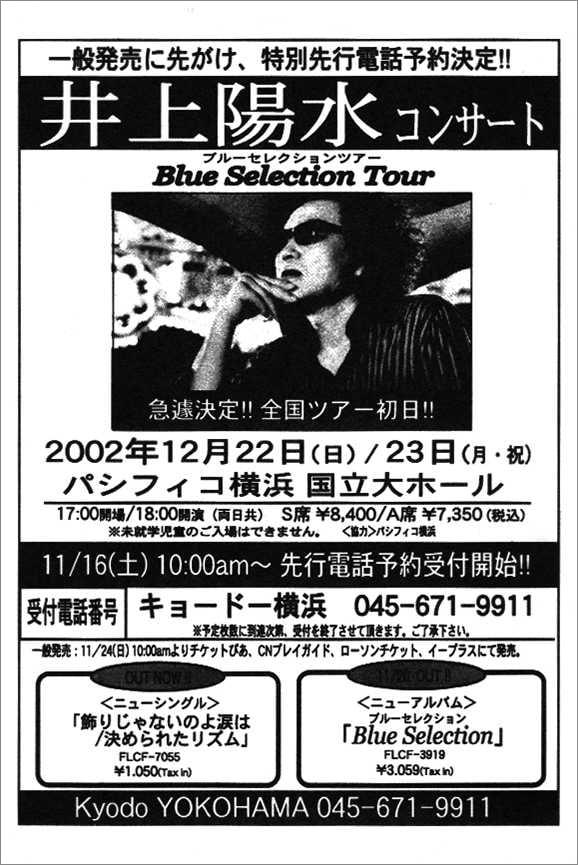 一般発売に先がけ、特別先行電話予約決定!!
井上陽水 コンサート
ブルーセレクションツアー
Blue Selection Tour
急遽決定!! 全国ツアー初日!!
2002年12月22日(日)/23日(月・祝)
パシフィコ横浜 国立大ホール
17:00開場/18:00開演 (両日共) S席 ¥8,400/A席 ¥7,350 (税込)
※未就学児童のご入場はできません。 <協力>パシフィコ横浜
11/16(土) 10:00am〜 先行電話予約受付開始!!
受付電話番号 キョードー横浜 045-671-9911
※予定枚数に到達次第、受付を終了させて頂きます。ご了承下さい。
一般発売：11/24(日) 10:00amよりチケットぴあ、CNプレイガイド、ローソンチケット、イープラスにて発売。
OUT NOW !!
<ニューシングル>
「飾りじゃないのよ涙は
/決められたリズム」
FLCF-7055
¥1.050(Tax in)
11/20 OUT !!
<ニューアルバム>
ブルーセレクション
「Blue Selection」
FLCF-3919
¥3.059(Tax in)
Kyodo YOKOHAMA 045-671-9911